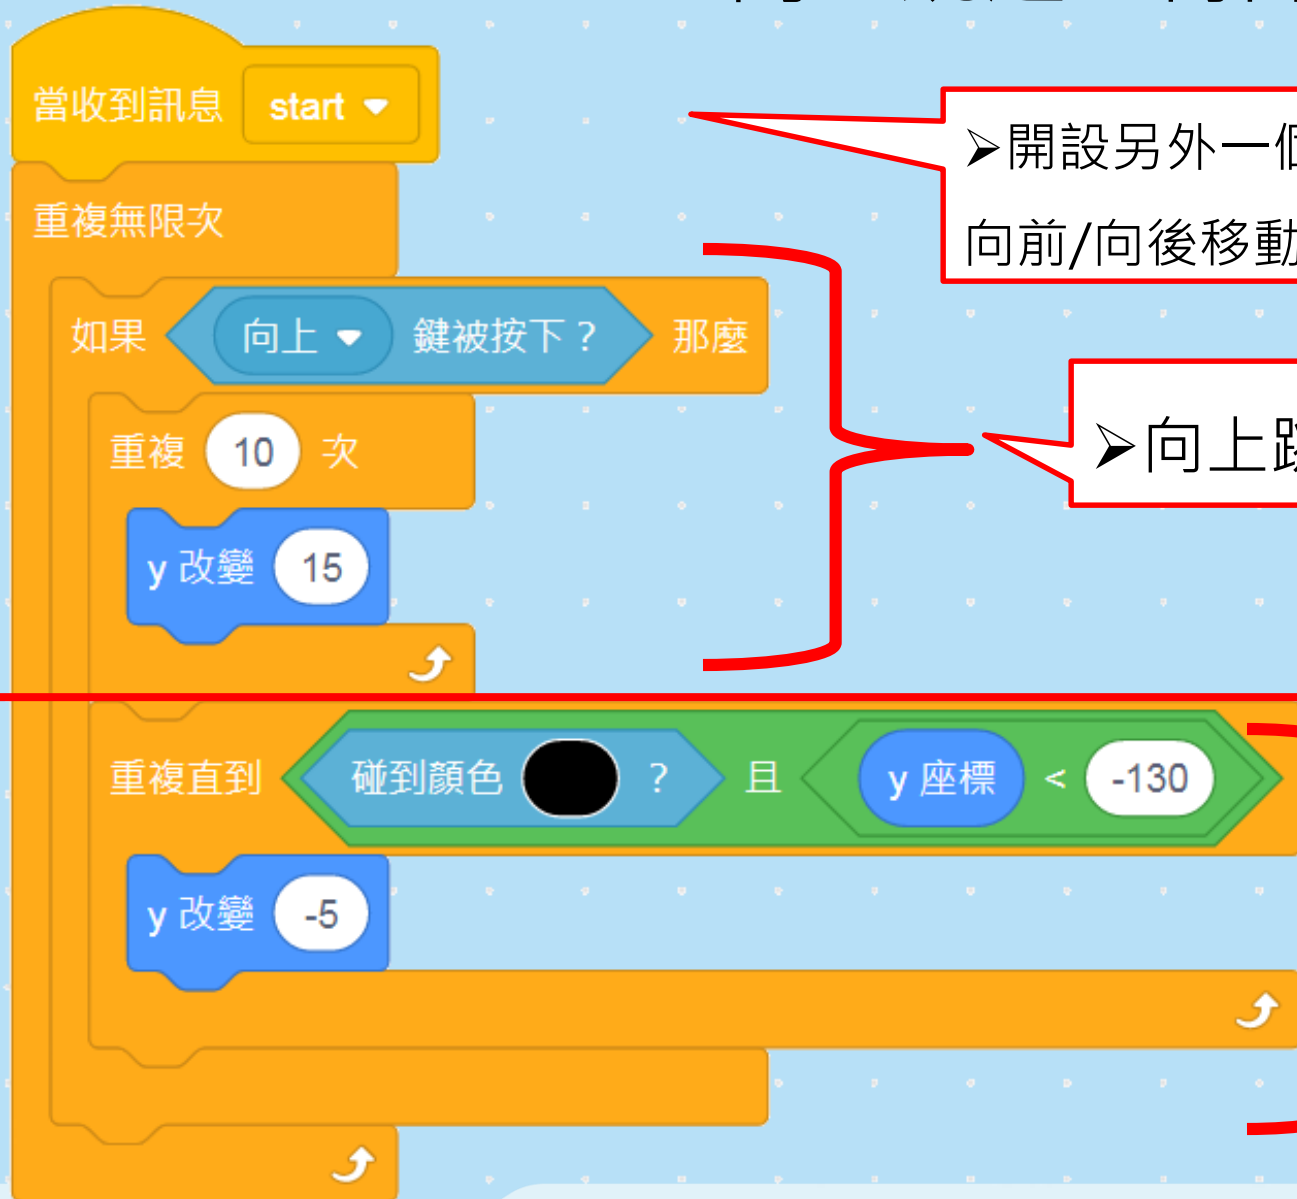 當收到訊息 start
➢開設另外一
向前/向後移動
重複無限次
如果 向上 鍵被按下？ 那麼
➢向上
重複 10 次
y 改變 15
重複直到 碰到顏色 ？ 且 y 座標 < -130
y 改變 -5